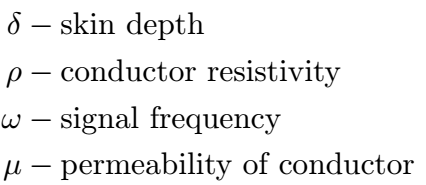 δ – skin depth
ρ – conductor resistivity
ω – signal frequency
μ – permeability of conductor